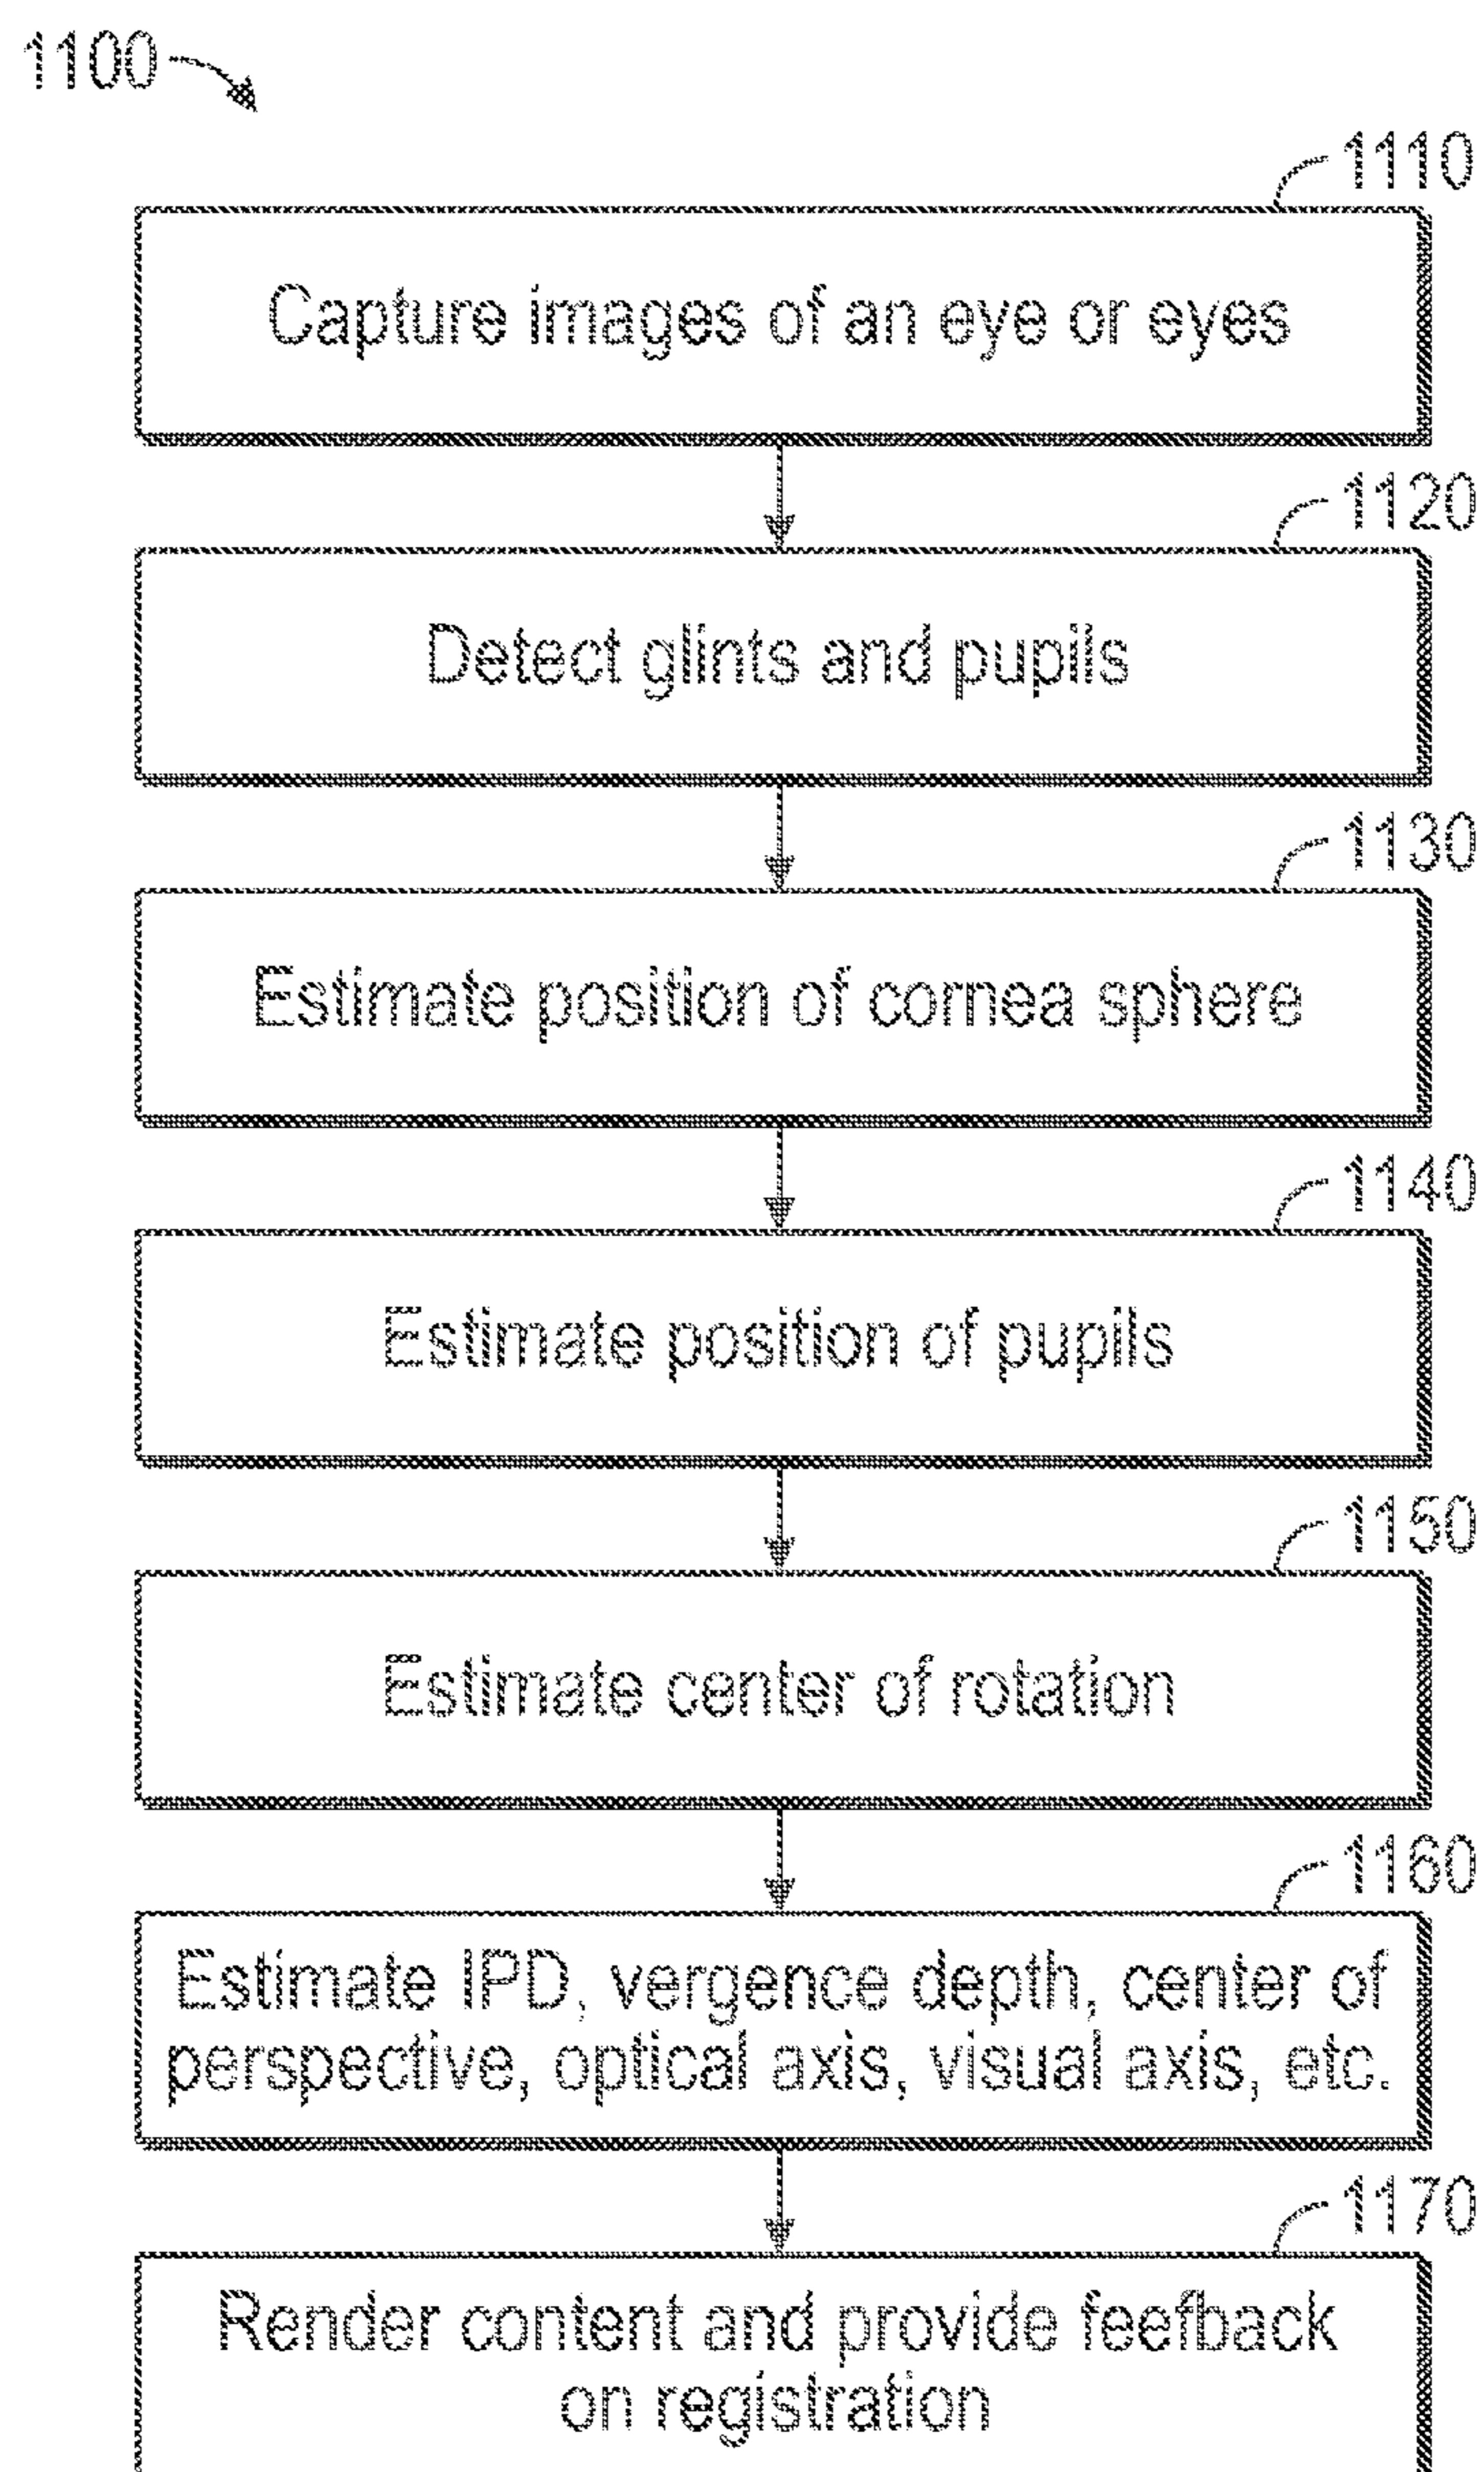 1100
1110
Capture images of an eye or eyes
1120
Detect glints and pupils
1130
Estimate position of cornea sphere
1140
Estimate position of pupils
1150
Estimate center of rotation
1160
Estimate IPD, vergence depth, center of
perspective, optical axis, visual axis, etc.
1170
Render content and provide feefback
on registration